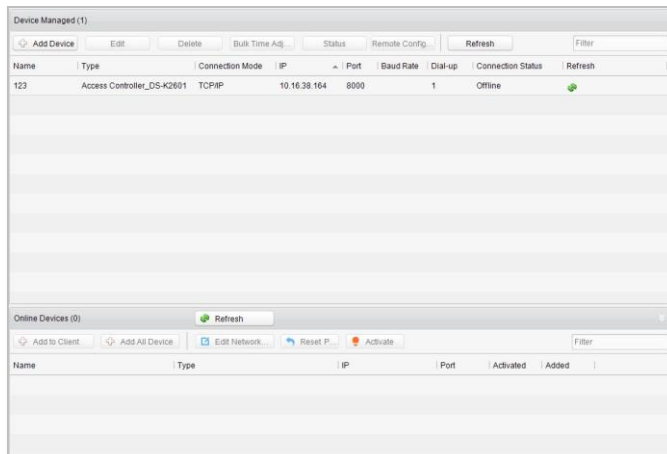 Device Managed (1)
Add Device Edit Delete Bulk Time Adj... Status Remote Config... Refresh Filter
Name Type Connection Mode IP Port Baud Rate Dial-up Connection Status Refresh
123 Access Controller_DS-K2601 TCP/IP 10.16.38.164 8000 1 Offline
Online Devices (0) Refresh
Add to Client Add All Device Edit Network... Reset P... Activate Filter
Name Type IP Port Activated Added